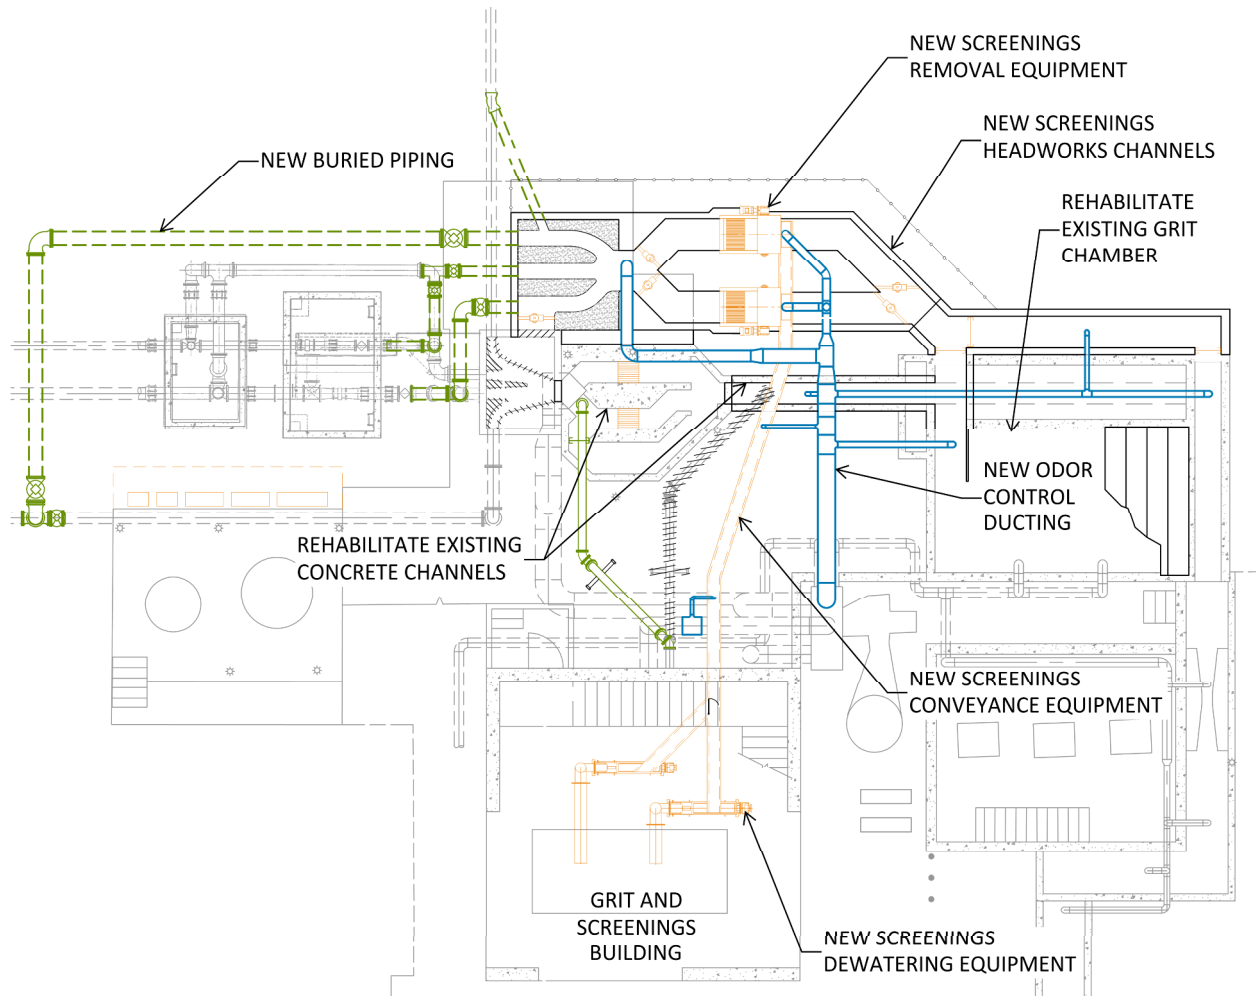 NEW SCREENINGS
REMOVAL EQUIPMENT
NEW SCREENINGS
HEADWORKS CHANNELS
NEW BURIED PIPING
REHABILITATE
EXISTING GRIT
CHAMBER
NEW ODOR
CONTROL
DUCTING
REHABILITATE EXISTING
CONCRETE CHANNELS
NEW SCREENINGS
CONVEYANCE EQUIPMENT
GRIT AND
SCREENINGS
BUILDING
NEW SCREENINGS
DEWATERING EQUIPMENT